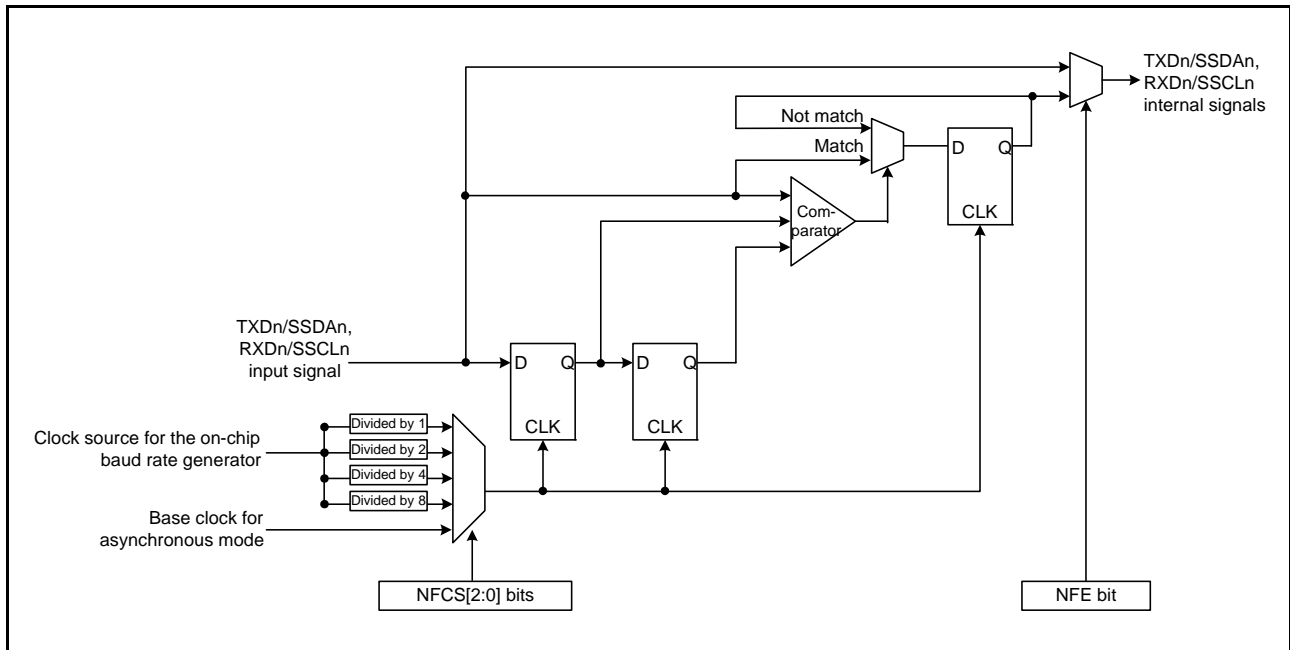 TXDn/SSDAn,
RXDn/SSCLn
internal signals
Not match
Match
D
Q
CLK
Com-
parator
TXDn/SSDAn,
RXDn/SSCLn
input signal
D
Q
CLK
D
Q
CLK
Clock source for the on-chip
baud rate generator
Divided by 1
Divided by 2
Divided by 4
Divided by 8
Base clock for
asynchronous mode
NFCS[2:0] bits
NFE bit